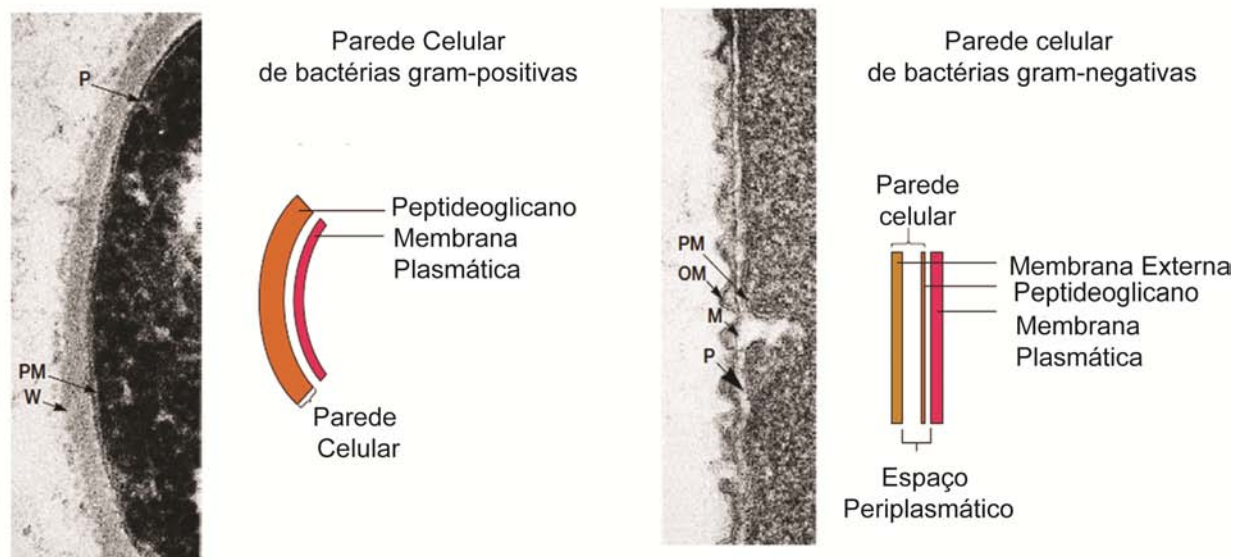 Parede Celular
de bactérias gram-positivas
P
Peptideoglicano
Membrana
Plasmática
PM
W
Parede
Celular
Parede celular
de bactérias gram-negativas
Parede
celular
PM
OM
M
P
Membrana Externa
Peptideoglicano
Membrana
Plasmática
Espaço
Periplasmático